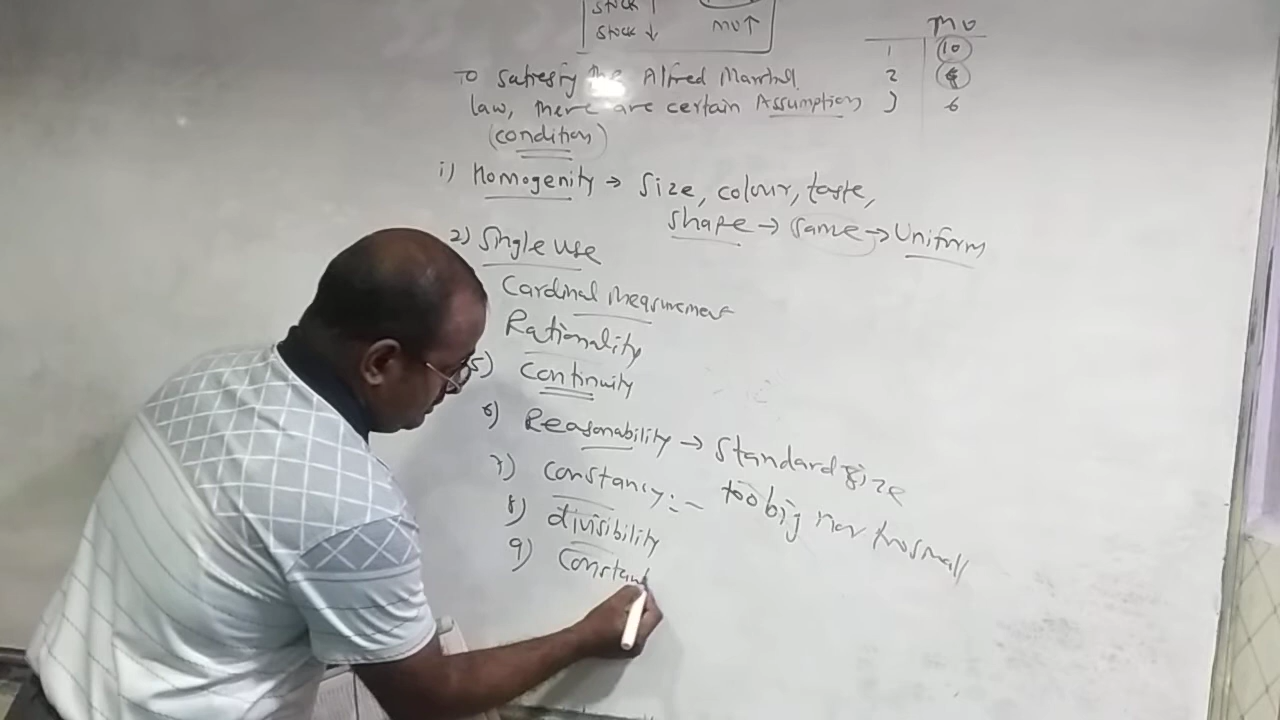 stock ↑
stock ↓ MU ↑
MU
1 10
2
3 6
To satisfy the Alfred Marshal
law, there are certain Assumption
(condition)
i) Homogenity → Size, colour, taste,
shape → same → Uniform
2) Single use
Cardinal measurement
Rationality
5) Continuity
6) Reasonability → Standard size
too big nor too small
7) Constancy :-
8) divisibility
9) Constant